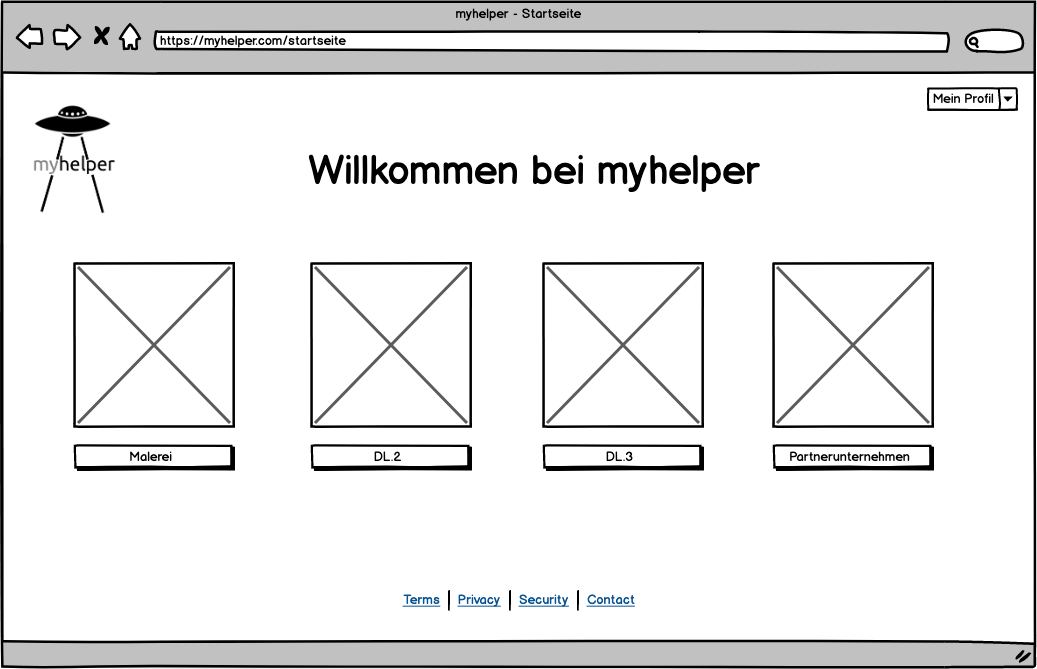 myhelper - Startseite
https://myhelper.com/startseite
Mein Profil
myhelper
Willkommen bei myhelper
Malerei
DL.2
DL.3
Partnerunternehmen
Terms | Privacy | Security | Contact